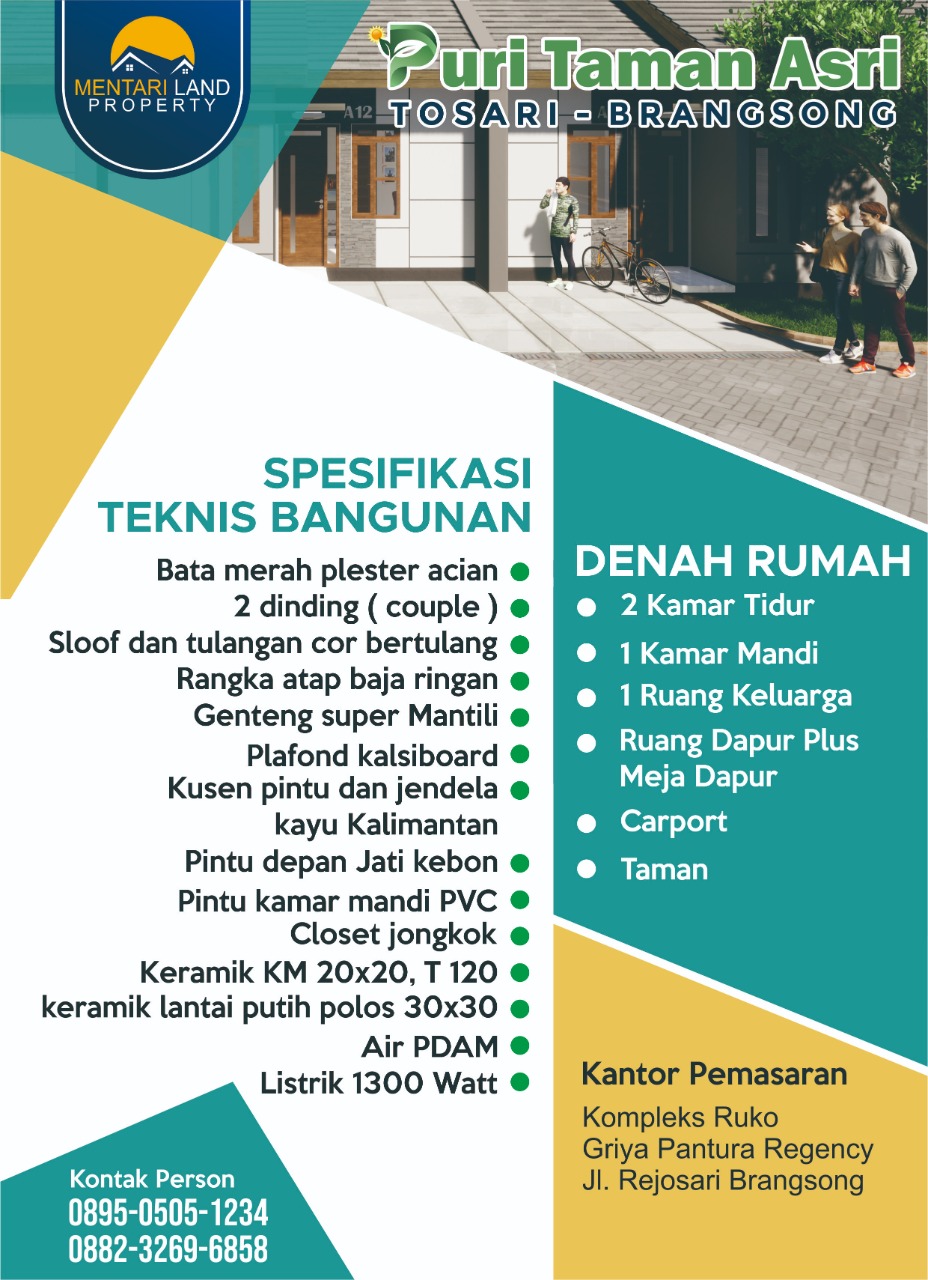 MENTARI LAND
PROPERTY
Puri Taman Asri
TOSARI - BRANGSONG
A12
SPESIFIKASI
TEKNIS BANGUNAN
Bata merah plester acian
2 dinding ( couple )
Sloof dan tulangan cor bertulang
Rangka atap baja ringan
Genteng super Mantili
Plafond kalsiboard
Kusen pintu dan jendela
kayu Kalimantan
Pintu depan Jati kebon
Pintu kamar mandi PVC
Closet jongkok
Keramik KM 20x20, T 120
keramik lantai putih polos 30x30
Air PDAM
Listrik 1300 Watt
DENAH RUMAH
2 Kamar Tidur
1 Kamar Mandi
1 Ruang Keluarga
Ruang Dapur Plus
Meja Dapur
Carport
Taman
Kantor Pemasaran
Kompleks Ruko
Griya Pantura Regency
Jl. Rejosari Brangsong
Kontak Person
0895-0505-1234
0882-3269-6858